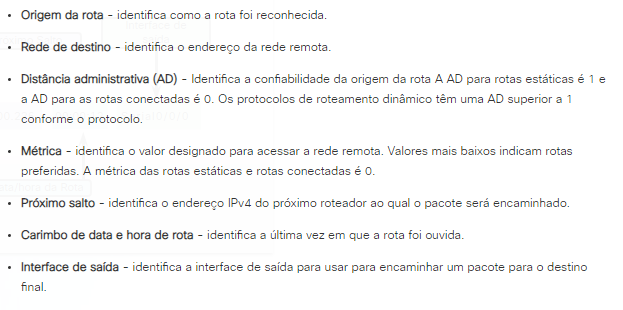 • Origem da rota - identifica como a rota foi reconhecida.
• Rede de destino - identifica o endereço da rede remota.
• Distância administrativa (AD) - Identifica a confiabilidade da origem da rota A AD para rotas estáticas é 1 e
a AD para as rotas conectadas é 0. Os protocolos de roteamento dinâmico têm uma AD superior a 1
conforme o protocolo.
• Métrica - identifica o valor designado para acessar a rede remota. Valores mais baixos indicam rotas
preferidas. A métrica das rotas estáticas e rotas conectadas é 0.
• Próximo salto - identifica o endereço IPv4 do próximo roteador ao qual o pacote será encaminhado.
• Carimbo de data e hora de rota - identifica a última vez em que a rota foi ouvida.
• Interface de saída - identifica a interface de saída para usar para encaminhar um pacote para o destino
final.